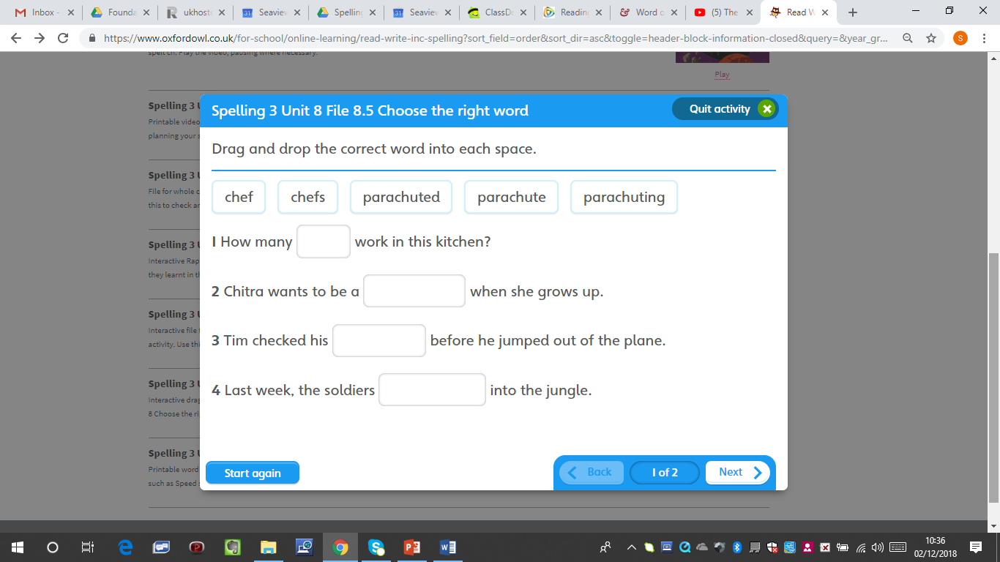 Inbox -
Founda
ukhost
Seaview
Spelling
Seaview
ClassDo
Reading
Word o
(5) The
Read W
https://www.oxfordowl.co.uk/for-school/online-learning/read-write-inc-spelling?sort_field=order&sort_dir=asc&toggle=header-block-information-closed&query=&year_gr...
S
spelt ch. Play the video, pausing where necessary.
Play
Spelling 3 U
Printable video
planning your s
Spelling 3 U
File for whole c
this to check an
Spelling 3 U
Interactive Rap
they learnt in th
Spelling 3 U
Interactive file
activity. Use thi
Spelling 3 U
Interactive drag
8 Choose the ri
Spelling 3 U
Printable word
such as Speed s
Spelling 3 Unit 8 File 8.5 Choose the right word
Quit activity
Drag and drop the correct word into each space.
chef chefs parachuted parachute parachuting
1 How many work in this kitchen?
2 Chitra wants to be a when she grows up.
3 Tim checked his before he jumped out of the plane.
4 Last week, the soldiers into the jungle.
Start again
Back 1 of 2 Next
10:36
02/12/2018